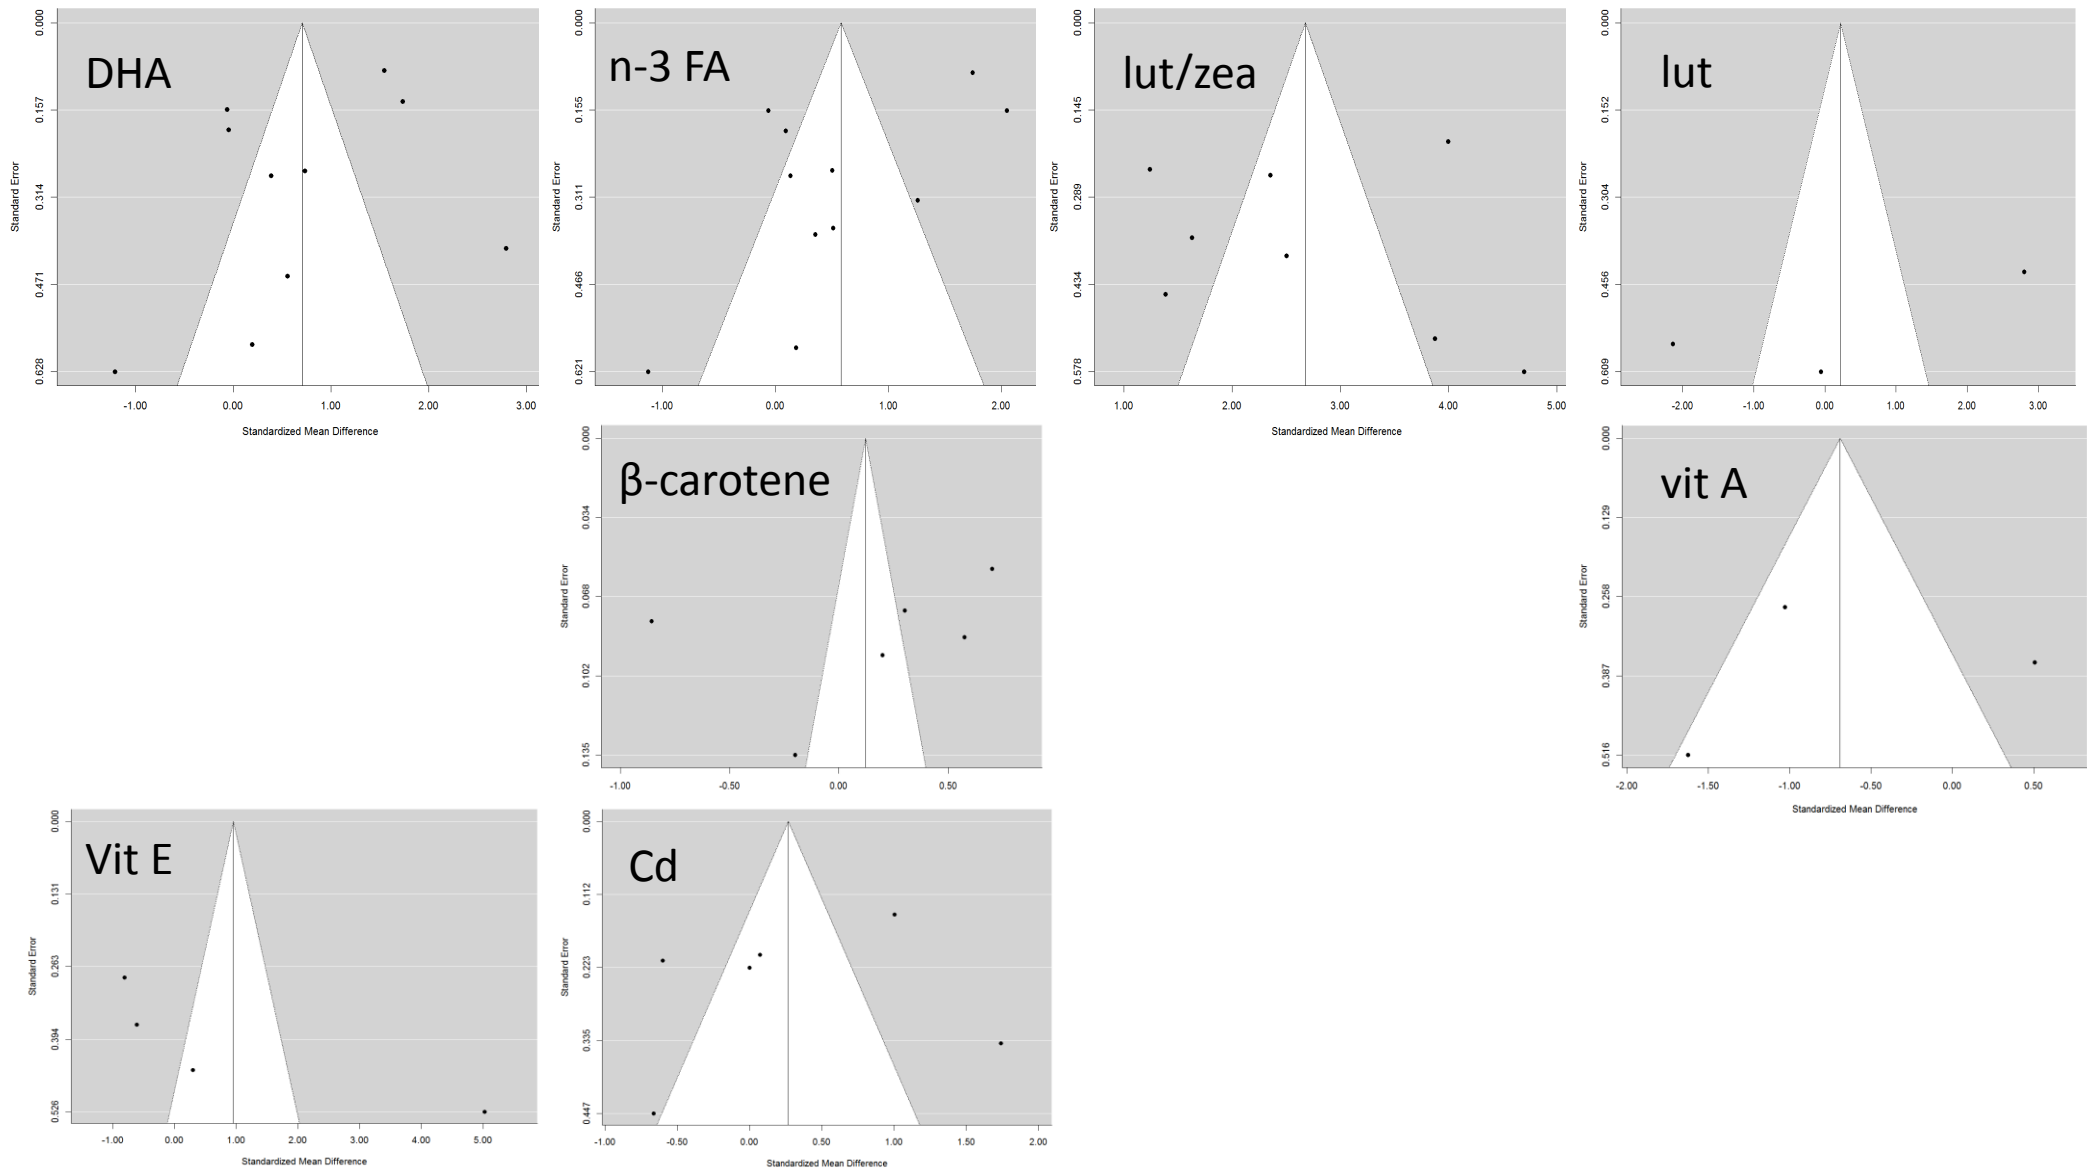 DHA
0.000
0.157
0.314
0.471
0.628
Standard Error
-1.00 0.00 1.00 2.00 3.00
Standardized Mean Difference
n-3 FA
0.000
0.155
0.311
0.466
0.621
Standard Error
-1.00 0.00 1.00 2.00
lut/zea
0.000
0.145
0.289
0.434
0.578
Standard Error
1.00 2.00 3.00 4.00 5.00
Standardized Mean Difference
lut
0.000
0.152
0.304
0.456
0.609
-2.00 -1.00 0.00 1.00 2.00 3.00
β-carotene
0.000
0.034
0.068
0.102
0.135
Standard Error
-1.00 -0.50 0.00 0.50
vit A
0.000
0.129
0.258
0.387
0.516
Standard Error
-2.00 -1.50 -1.00 -0.50 0.00 0.50
Standardized Mean Difference
Vit E
0.000
0.131
0.263
0.394
0.526
Standard Error
-1.00 0.00 1.00 2.00 3.00 4.00 5.00
Standardized Mean Difference
Cd
0.000
0.112
0.223
0.335
0.447
Standard Error
-1.00 -0.50 0.00 0.50 1.00 1.50 2.00
Standardized Mean Difference